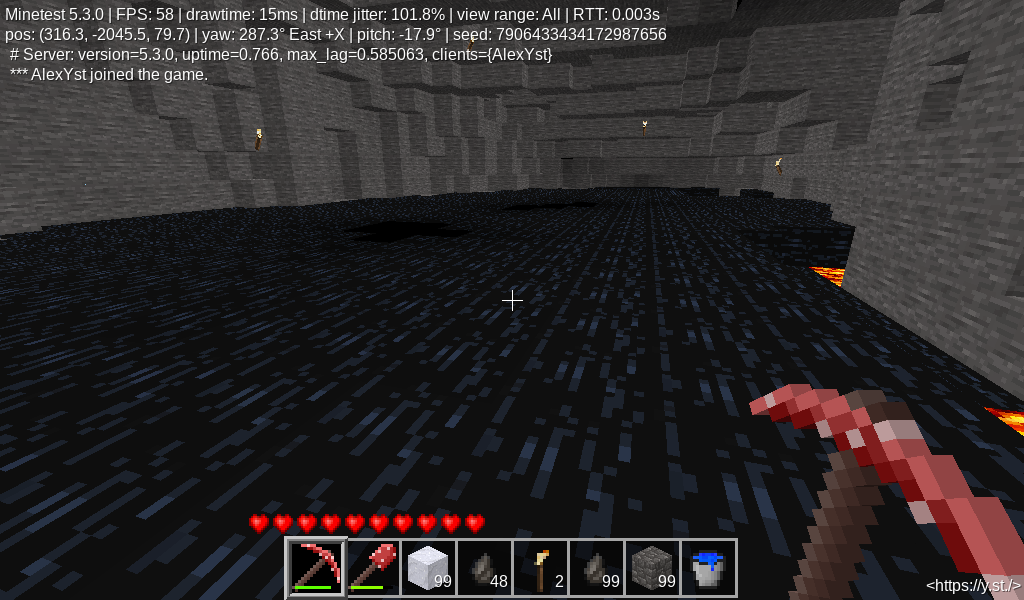 Minetest 5.3.0 | FPS: 58 | drawtime: 15ms | dtime jitter: 101.8% | view range: All | RTT: 0.003s
pos: (316.3, -2045.5, 79.7) | yaw: 287.3° East +X | pitch: -17.9° | seed: 7906433434172987656
# Server: version=5.3.0, uptime=0.766, max_lag=0.585063, clients={AlexYst}
*** AlexYst joined the game.
99 48 2 99 99
<https://y.st./>